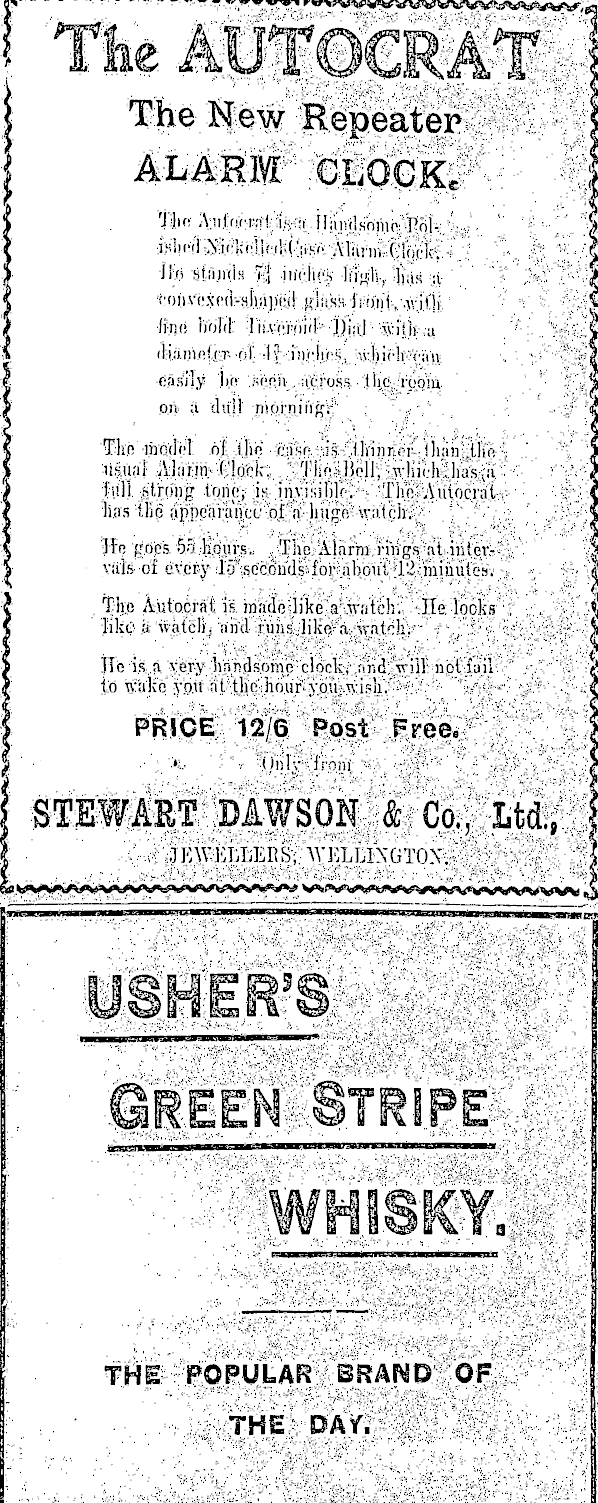 The AUTOCRAT
The New Repeater
ALARM CLOCK.
The Autocrat is a Handsome Pol-
ished Nickelled Case Alarm Clock.
He stands 7¾ inches high, has a
convexed-shaped glass front, with
fine bold Dial with a
diameter of inches, which can
easily be seen across the room
on a dull morning.
The model of the case is thinner than the
usual Alarm Clock. The Bell, which has a
full strong tone, is invisible. The Autocrat
has the appearance of a huge watch.
He goes 55 hours. The Alarm rings at inter-
vals of every 15 seconds for about 12 minutes.
The Autocrat is made like a watch. He looks
like a watch, and runs like a watch.
He is a very handsome clock, and will not fail
to wake you at the hour you wish.
PRICE 12/6 Post Free.
Only from
STEWART DAWSON & Co., Ltd.,
JEWELLERS, WELLINGTON.
USHER'S
GREEN STRIPE
WHISKY.
THE POPULAR BRAND OF
THE DAY.